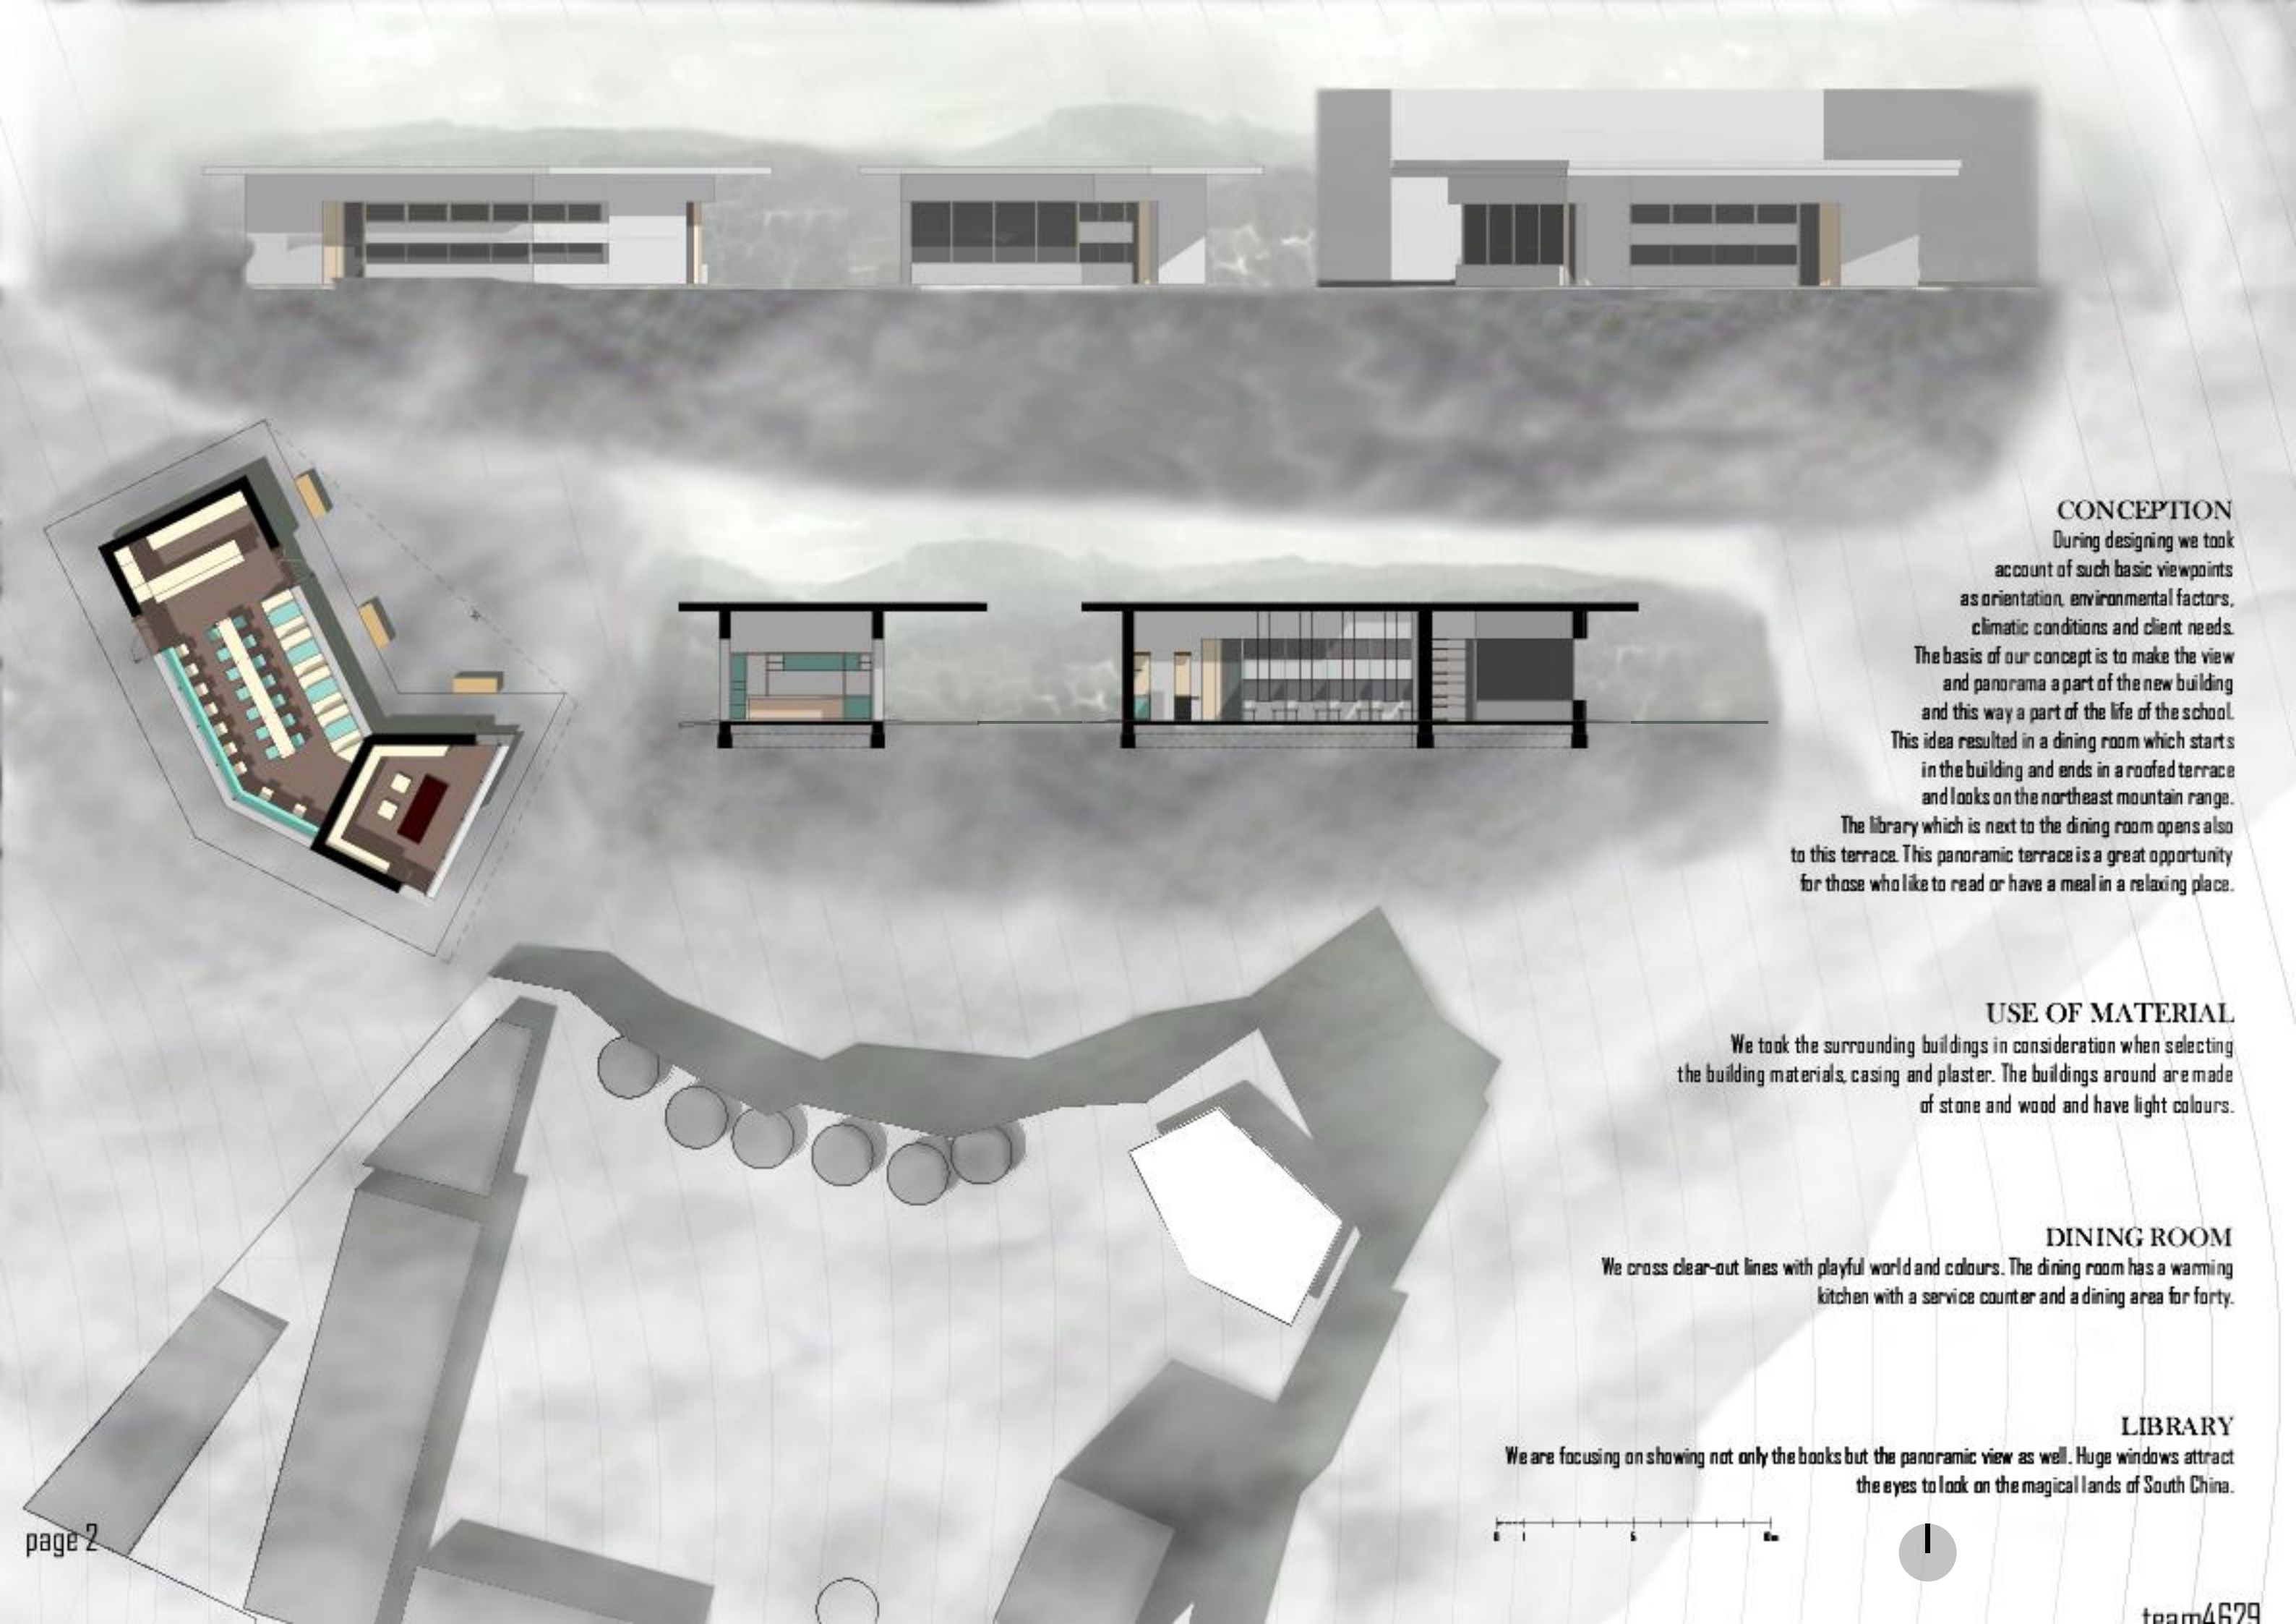 CONCEPTION
During designing we took
account of such basic viewpoints
as orientation, environmental factors,
climatic conditions and client needs.
The basis of our concept is to make the view
and panorama a part of the new building
and this way a part of the life of the school.
This idea resulted in a dining room which starts
in the building and ends in a roofed terrace
and looks on the northeast mountain range.
The library which is next to the dining room opens also
to this terrace. This panoramic terrace is a great opportunity
for those who like to read or have a meal in a relaxing place.
USE OF MATERIAL
We took the surrounding buildings in consideration when selecting
the building materials, casing and plaster. The buildings around are made
of stone and wood and have light colours.
DINING ROOM
We cross clear-out lines with playful world and colours. The dining room has a warming
kitchen with a service counter and a dining area for forty.
LIBRARY
We are focusing on showing not only the books but the panoramic view as well. Huge windows attract
the eyes to look on the magical lands of South China.
0 1 5 10m
page 2
team4629